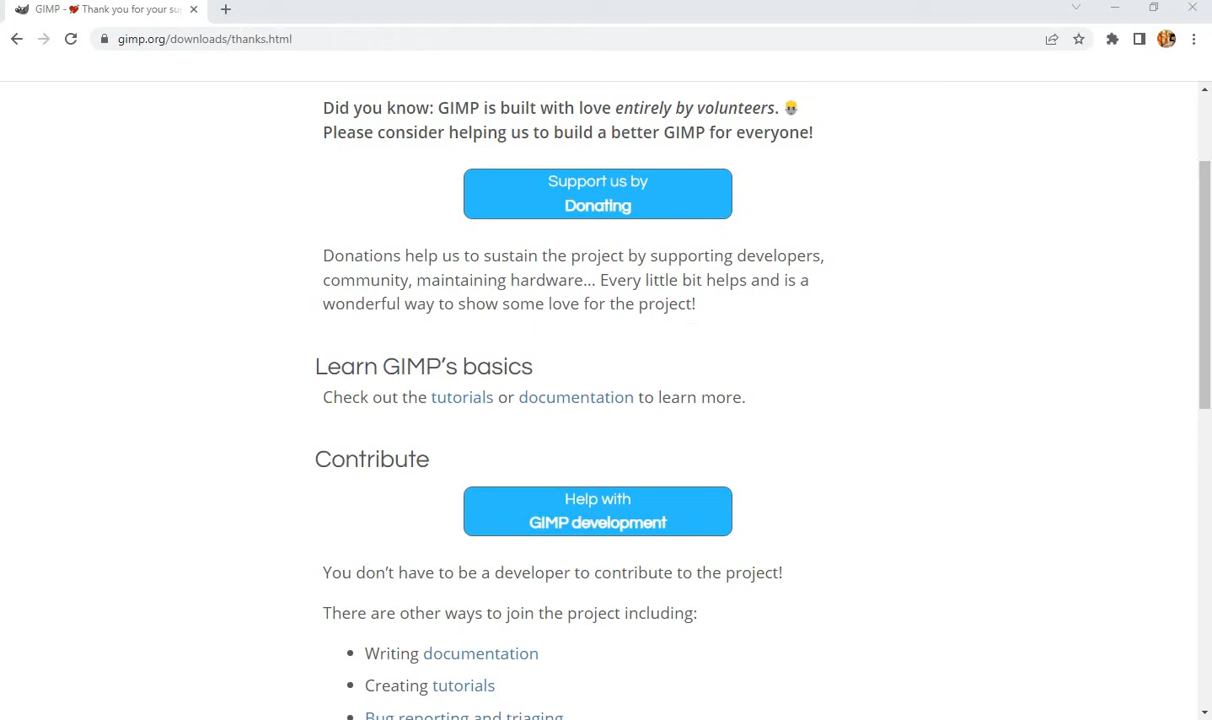 GIMP - 💖 Thank you for your su
gimp.org/downloads/thanks.html
Did you know: GIMP is built with love entirely by volunteers.
Please consider helping us to build a better GIMP for everyone!
Support us by
Donating
Donations help us to sustain the project by supporting developers,
community, maintaining hardware… Every little bit helps and is a
wonderful way to show some love for the project!
Learn GIMP’s basics
Check out the tutorials or documentation to learn more.
Contribute
Help with
GIMP development
You don’t have to be a developer to contribute to the project!
There are other ways to join the project including:
Writing documentation
Creating tutorials
Bug reporting and triaging